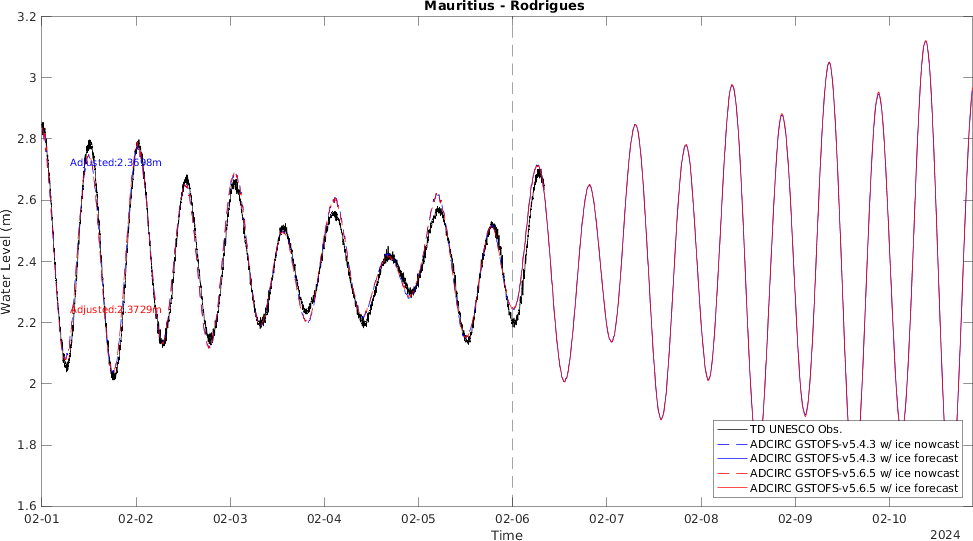 Mauritius - Rodrigues
3.2
3
2.8
2.6
2.4
2.2
2
1.8
1.6
Water Level (m)
Adjusted:2.3698m
Adjusted:2.3729m
TD UNESCO Obs.
ADCIRC GSTOFS-v5.4.3 w/ ice nowcast
ADCIRC GSTOFS-v5.4.3 w/ ice forecast
ADCIRC GSTOFS-v5.6.5 w/ ice nowcast
ADCIRC GSTOFS-v5.6.5 w/ ice forecast
02-01 02-02 02-03 02-04 02-05 02-06 02-07 02-08 02-09 02-10
Time
2024